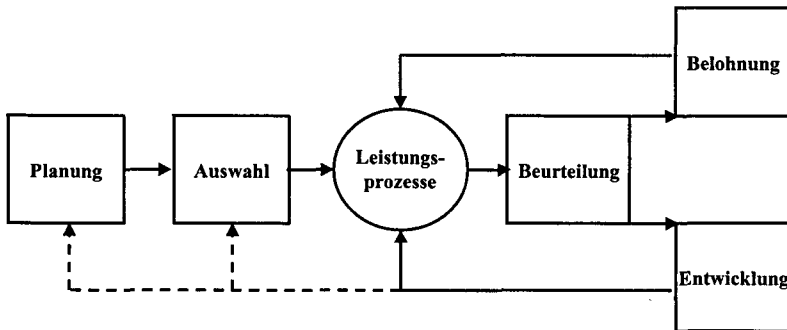 Belohnung
Planung
Auswahl
Leistungs-
prozesse
Beurteilung
Entwicklung